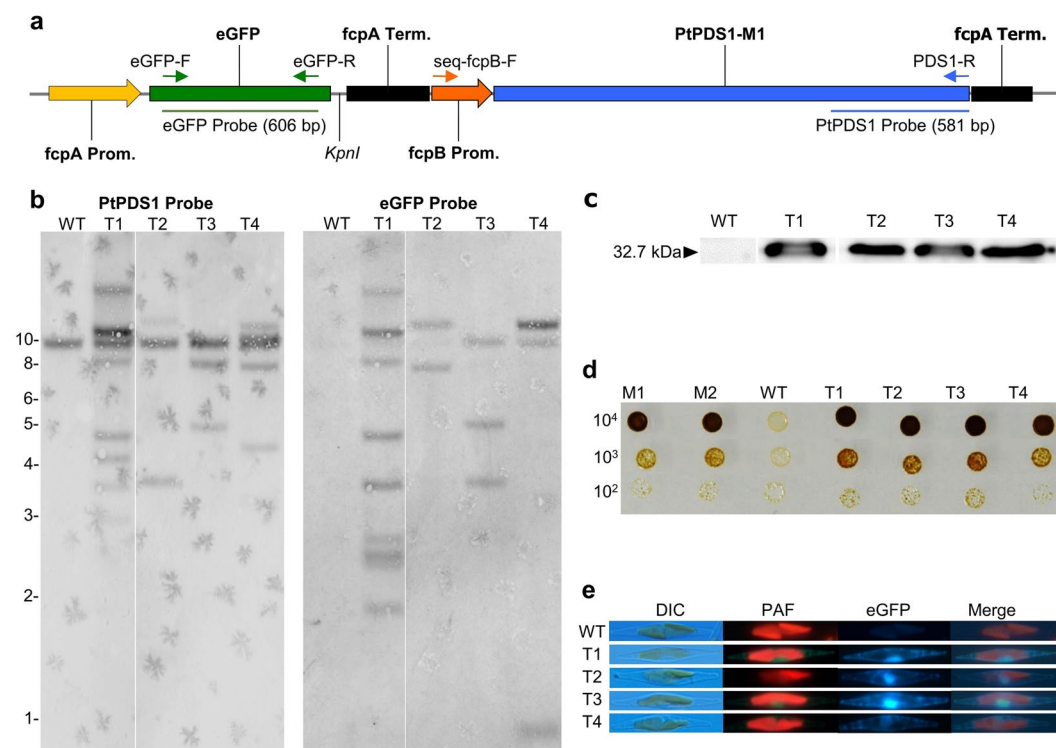 a
eGFP fcpA Term. PtPDS1-M1 fcpA Term.
eGFP-F eGFP-R seq-fcpB-F PDS1-R
eGFP Probe (606 bp) PtPDS1 Probe (581 bp)
fcpA Prom. KpnI fcpB Prom.
b
PtPDS1 Probe eGFP Probe
WT T1 T2 T3 T4 WT T1 T2 T3 T4
10-
8-
6-
5-
4-
3-
2-
1-
c
WT T1 T2 T3 T4
32.7 kDa
d
M1 M2 WT T1 T2 T3 T4
10⁴
10³
10²
e
DIC PAF eGFP Merge
WT
T1
T2
T3
T4